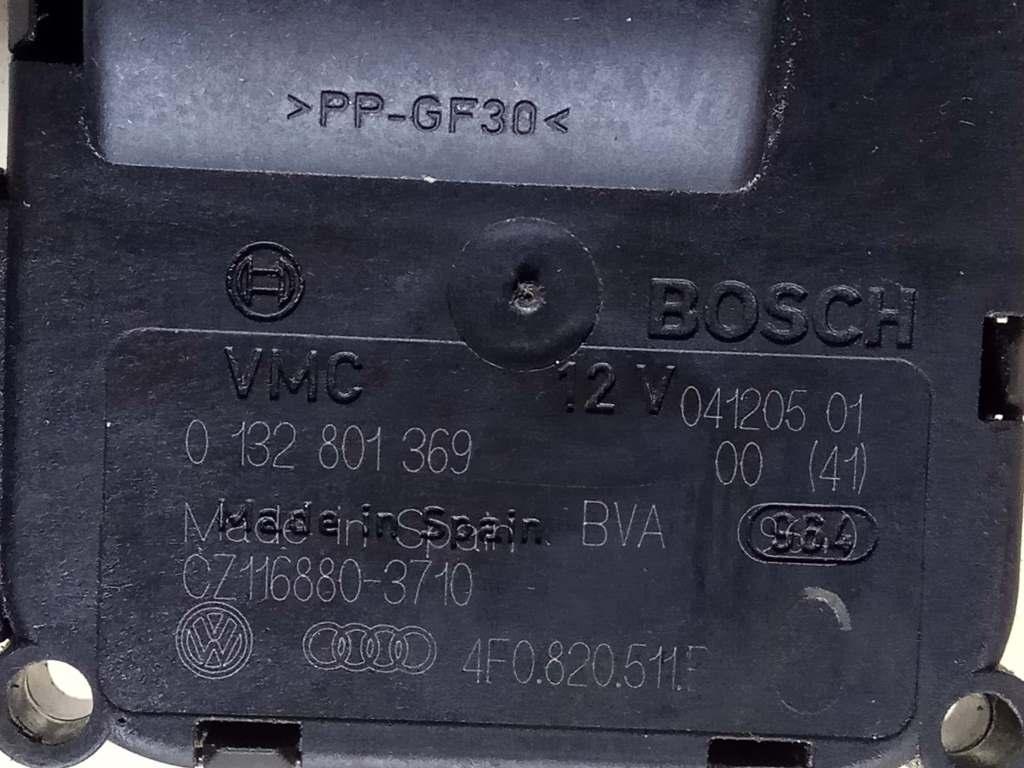 >PP-GF30<
BOSCH
VMC 12 V 041205 01
0 132 801 369 00 (41)
Made in Spain
Made in Spain BVA
CZ116880-3710
4F0.820.511.